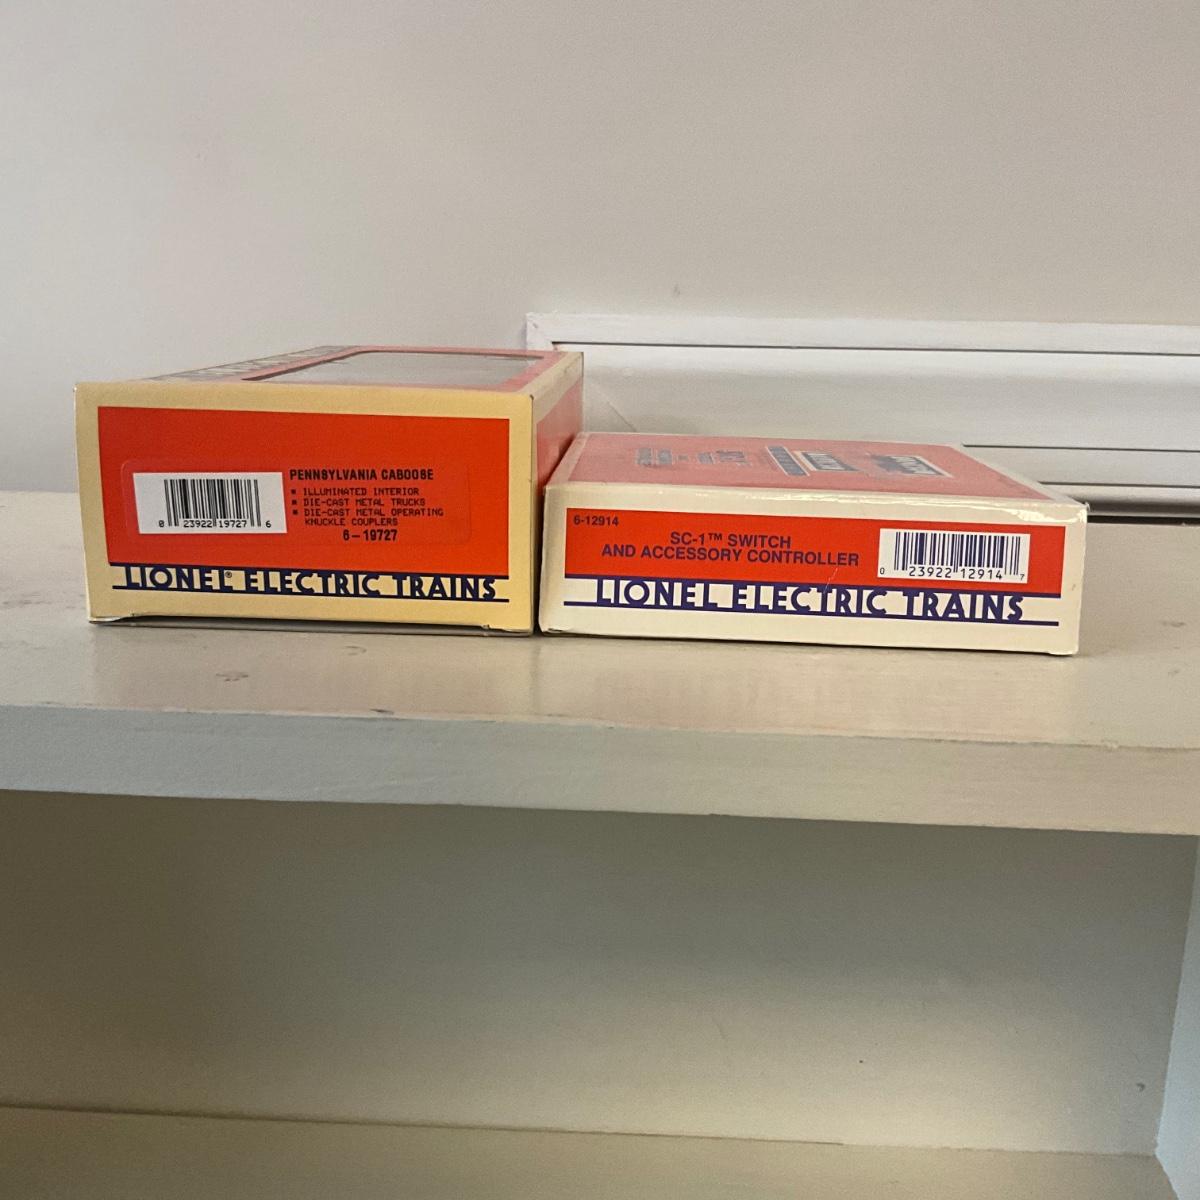 PENNSYLVANIA CABOOSE
▪ ILLUMINATED INTERIOR
▪ DIE-CAST METAL TRUCKS
▪ DIE-CAST METAL OPERATING
KNUCKLE COUPLERS
6-19727
0 23922 19727 6
LIONEL® ELECTRIC TRAINS
6-12914
SC-1™ SWITCH
AND ACCESSORY CONTROLLER
0 23922 12914 7
LIONEL ELECTRIC TRAINS